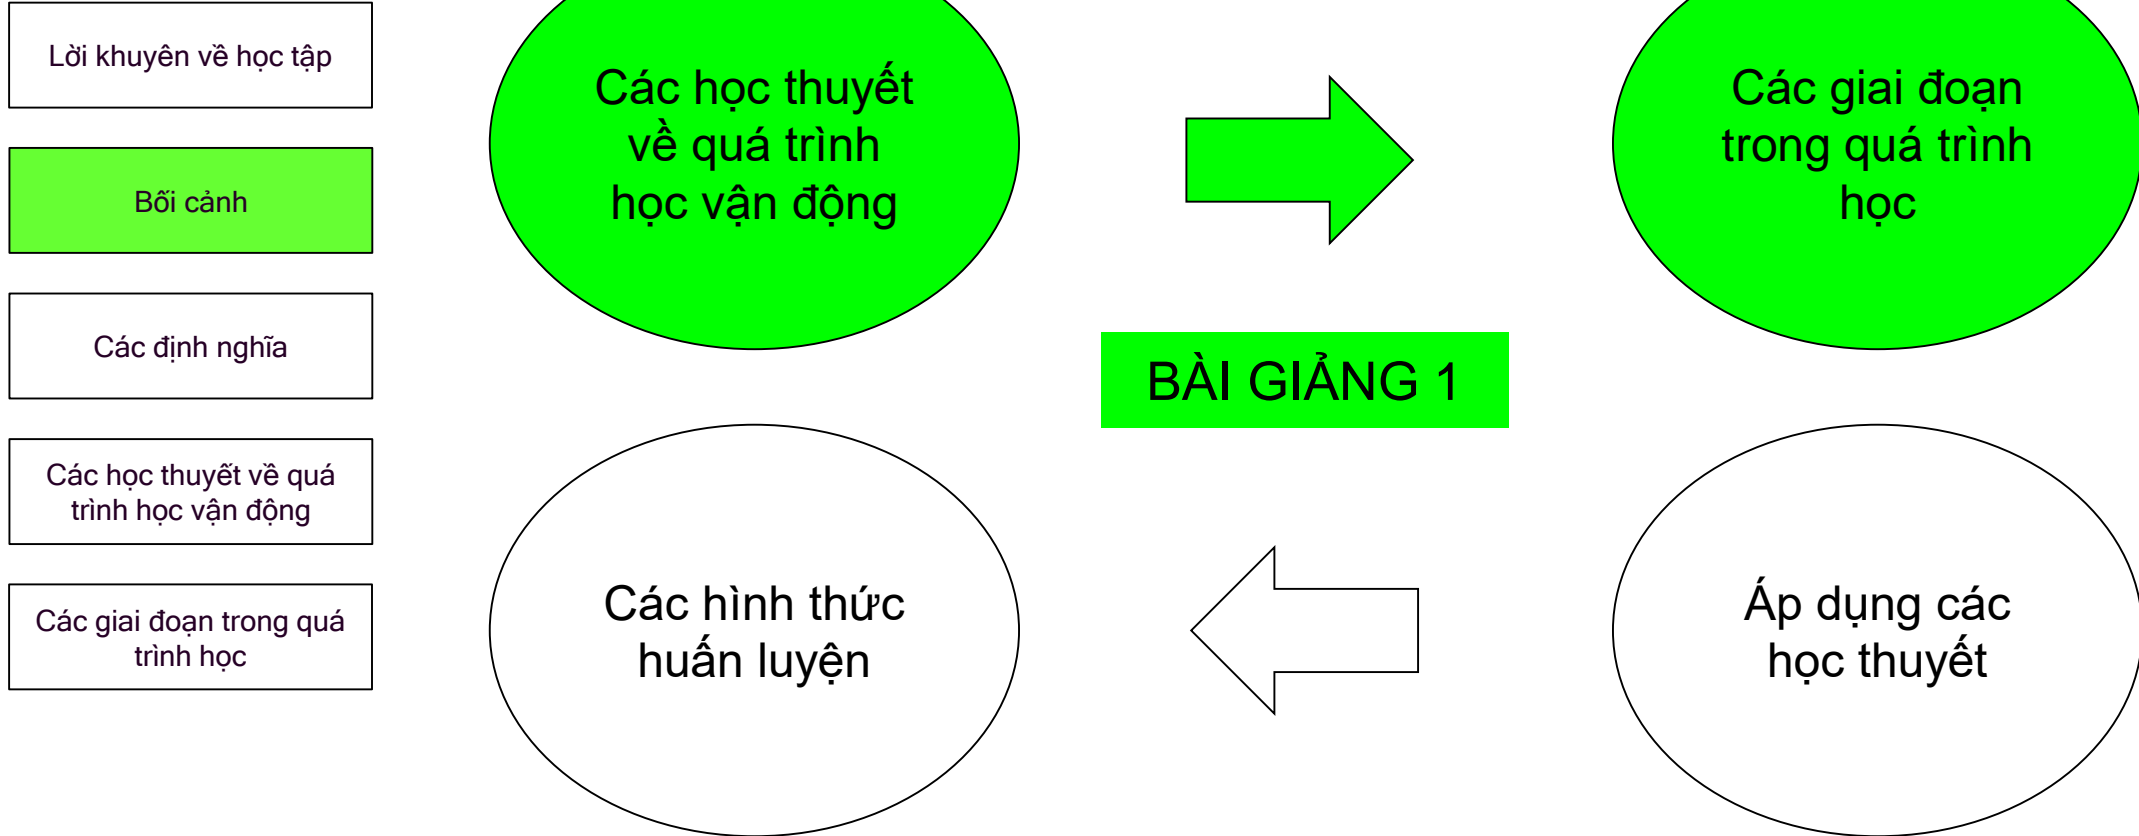 Lời khuyên về học tập
Bối cảnh
Các định nghĩa
Các học thuyết về quá
trình học vận động
Các giai đoạn trong quá
trình học
Các học thuyết
về quá trình
học vận động
Các giai đoạn
trong quá trình
học
BÀI GIẢNG 1
Các hình thức
huấn luyện
Áp dụng các
học thuyết